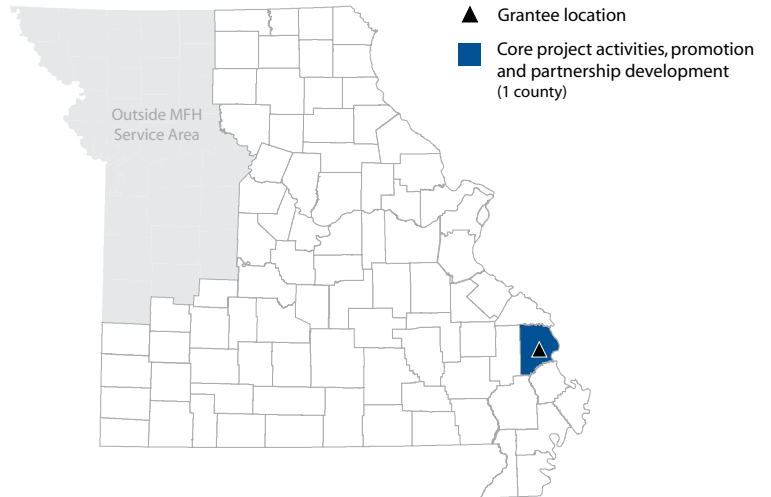 Grantee location
Core project activities, promotion
and partnership development
(1 county)
Outside MFH
Service Area